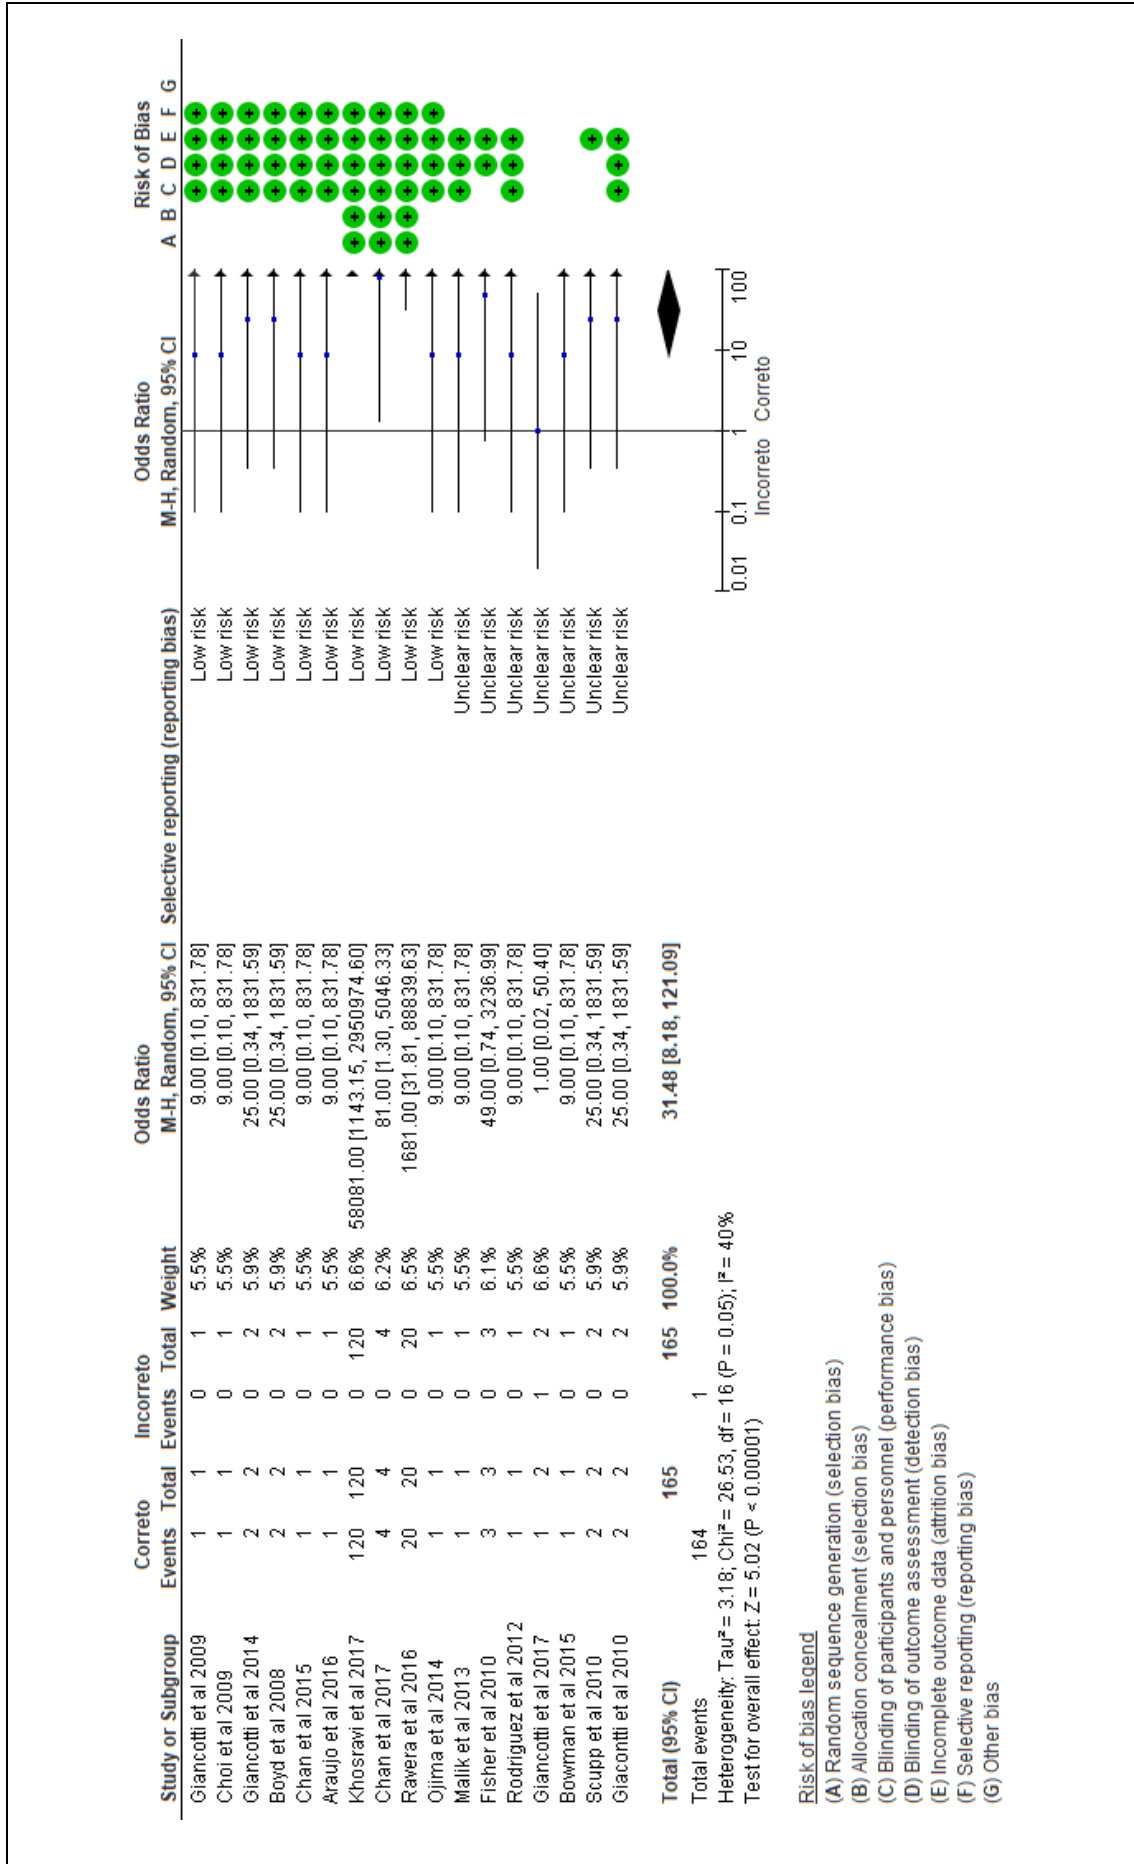 Correto Incorreto Odds Ratio Odds Ratio Risk of Bias
Study or Subgroup Events Total Events Total Weight M-H, Random, 95% CI Selective reporting (reporting bias) M-H, Random, 95% CI A B C D E F G
Giancotti et al 2009 1 1 0 1 5.5% 9.00 [0.10, 831.78] Low risk + + + +
Choi et al 2009 1 1 0 1 5.5% 9.00 [0.10, 831.78] Low risk + + + +
Giancotti et al 2014 2 2 0 2 5.9% 25.00 [0.34, 1831.59] Low risk + + + +
Boyd et al 2008 2 2 0 2 5.9% 25.00 [0.34, 1831.59] Low risk + + + +
Chan et al 2015 1 1 0 1 5.5% 9.00 [0.10, 831.78] Low risk + + + +
Araujo et al 2016 1 1 0 1 5.5% 9.00 [0.10, 831.78] Low risk + + + +
Khosravi et al 2017 120 120 0 120 6.6% 58081.00 [1143.15, 2950974.60] Low risk + + + + + +
Chan et al 2017 4 4 0 4 6.2% 81.00 [1.30, 5046.33] Low risk + + + + + +
Ravera et al 2016 20 20 0 20 6.5% 1681.00 [31.81, 88839.63] Low risk + + + + + +
Ojima et al 2014 1 1 0 1 5.5% 9.00 [0.10, 831.78] Low risk + + + +
Malik et al 2013 1 1 0 1 5.5% 9.00 [0.10, 831.78] Unclear risk + + +
Fisher et al 2010 3 3 0 3 6.1% 49.00 [0.74, 3236.99] Unclear risk + +
Rodriguez et al 2012 1 1 0 1 5.5% 9.00 [0.10, 831.78] Unclear risk + + +
Giancotti et al 2017 1 2 1 2 6.6% 1.00 [0.02, 50.40] Unclear risk
Bowman et al 2015 1 1 0 1 5.5% 9.00 [0.10, 831.78] Unclear risk
Scupp et al 2010 2 2 0 2 5.9% 25.00 [0.34, 1831.59] Unclear risk +
Giacontti et al 2010 2 2 0 2 5.9% 25.00 [0.34, 1831.59] Unclear risk + + +
Total (95% CI) 165 165 100.0% 31.48 [8.18, 121.09]
Total events 164 1
Heterogeneity: Tau² = 3.18; Chi² = 26.53, df = 16 (P = 0.05); I² = 40%
Test for overall effect: Z = 5.02 (P < 0.00001)
0.01 0.1 1 10 100
Incorreto Correto
Risk of bias legend
(A) Random sequence generation (selection bias)
(B) Allocation concealment (selection bias)
(C) Blinding of participants and personnel (performance bias)
(D) Blinding of outcome assessment (detection bias)
(E) Incomplete outcome data (attrition bias)
(F) Selective reporting (reporting bias)
(G) Other bias